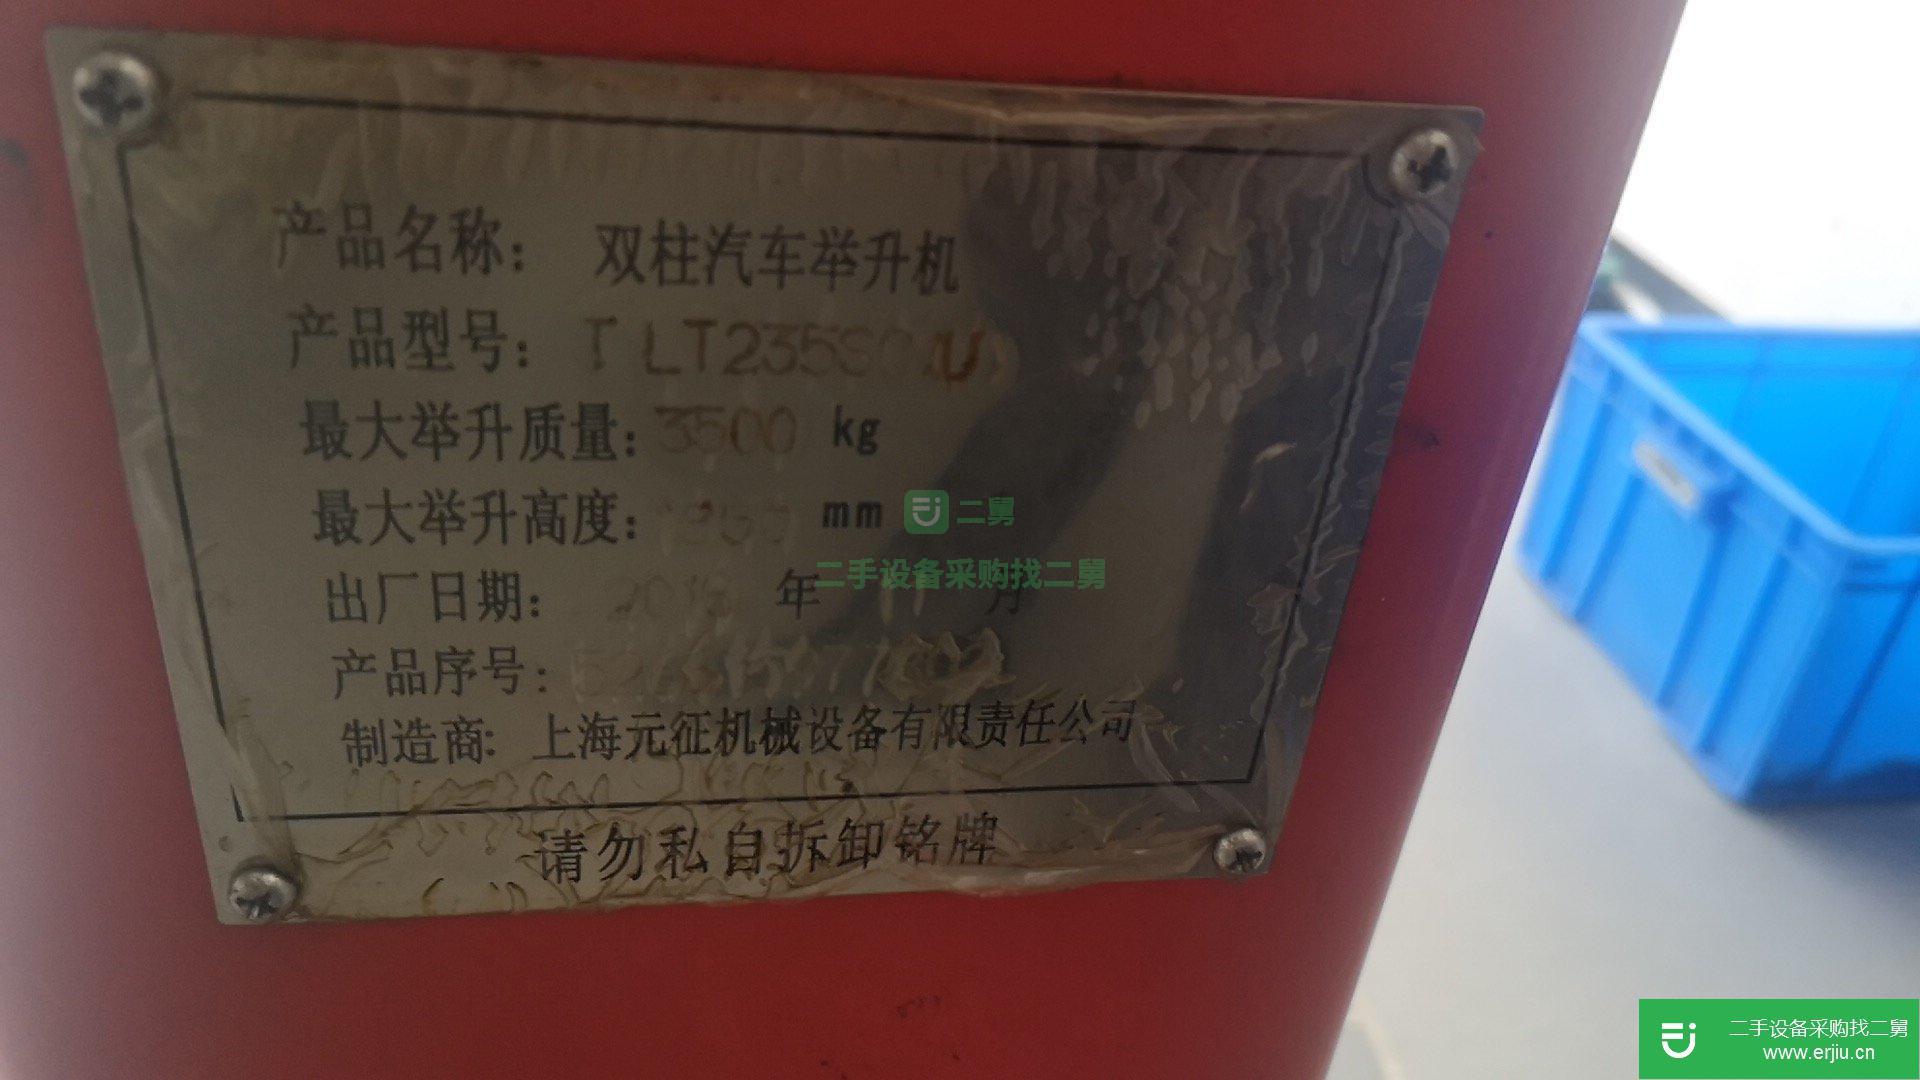 产品名称: 双柱汽车举升机
产品型号: TLT235S
最大举升质量: 3500 kg
最大举升高度: mm
二舅
二手设备采购找二舅
出厂日期: 年 11 月
产品序号:
制造商: 上海元征机械设备有限责任公司
请勿私自拆卸铭牌
二手设备采购找二舅
www.erjiu.cn